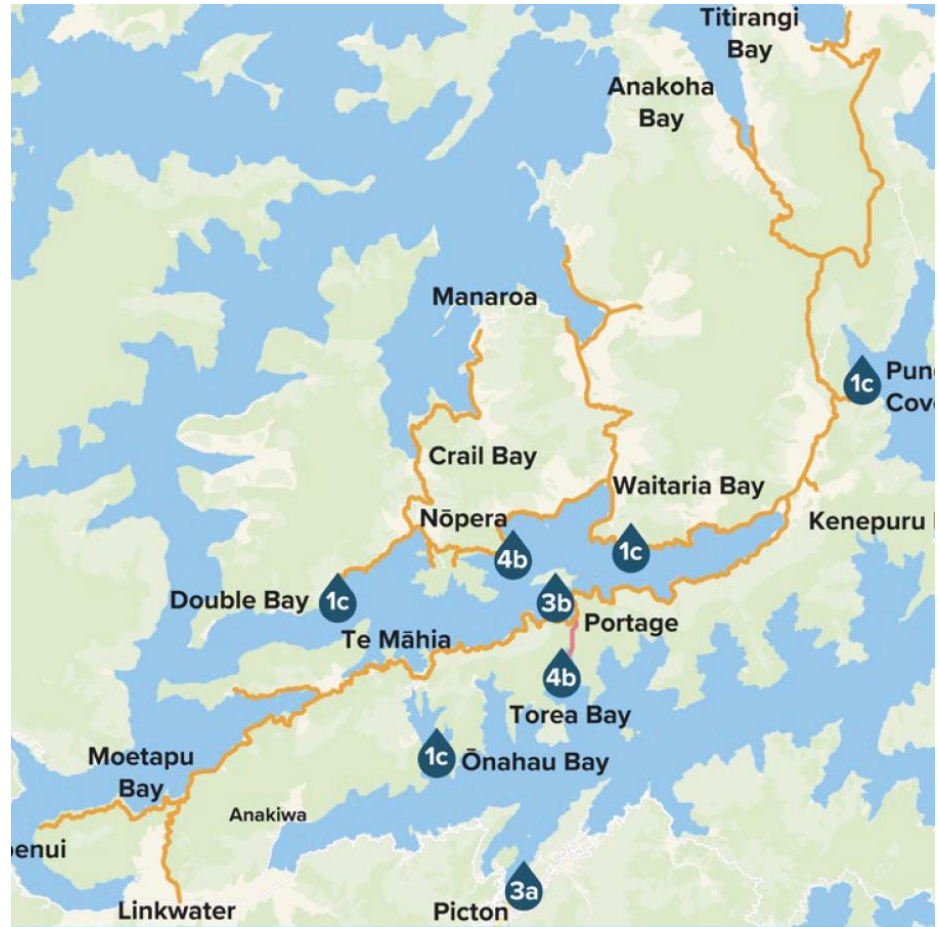 Titirangi
Bay
Anakoha
Bay
Manaroa
1c
Crail Bay
Waitaria Bay
Nōpera
Kenepuru
4b
1c
Double Bay
1c
3b
Portage
Te Māhia
4b
Torea Bay
Moetapu
Bay
1c
Ōnahau Bay
Anakiwa
3a
Linkwater
Picton